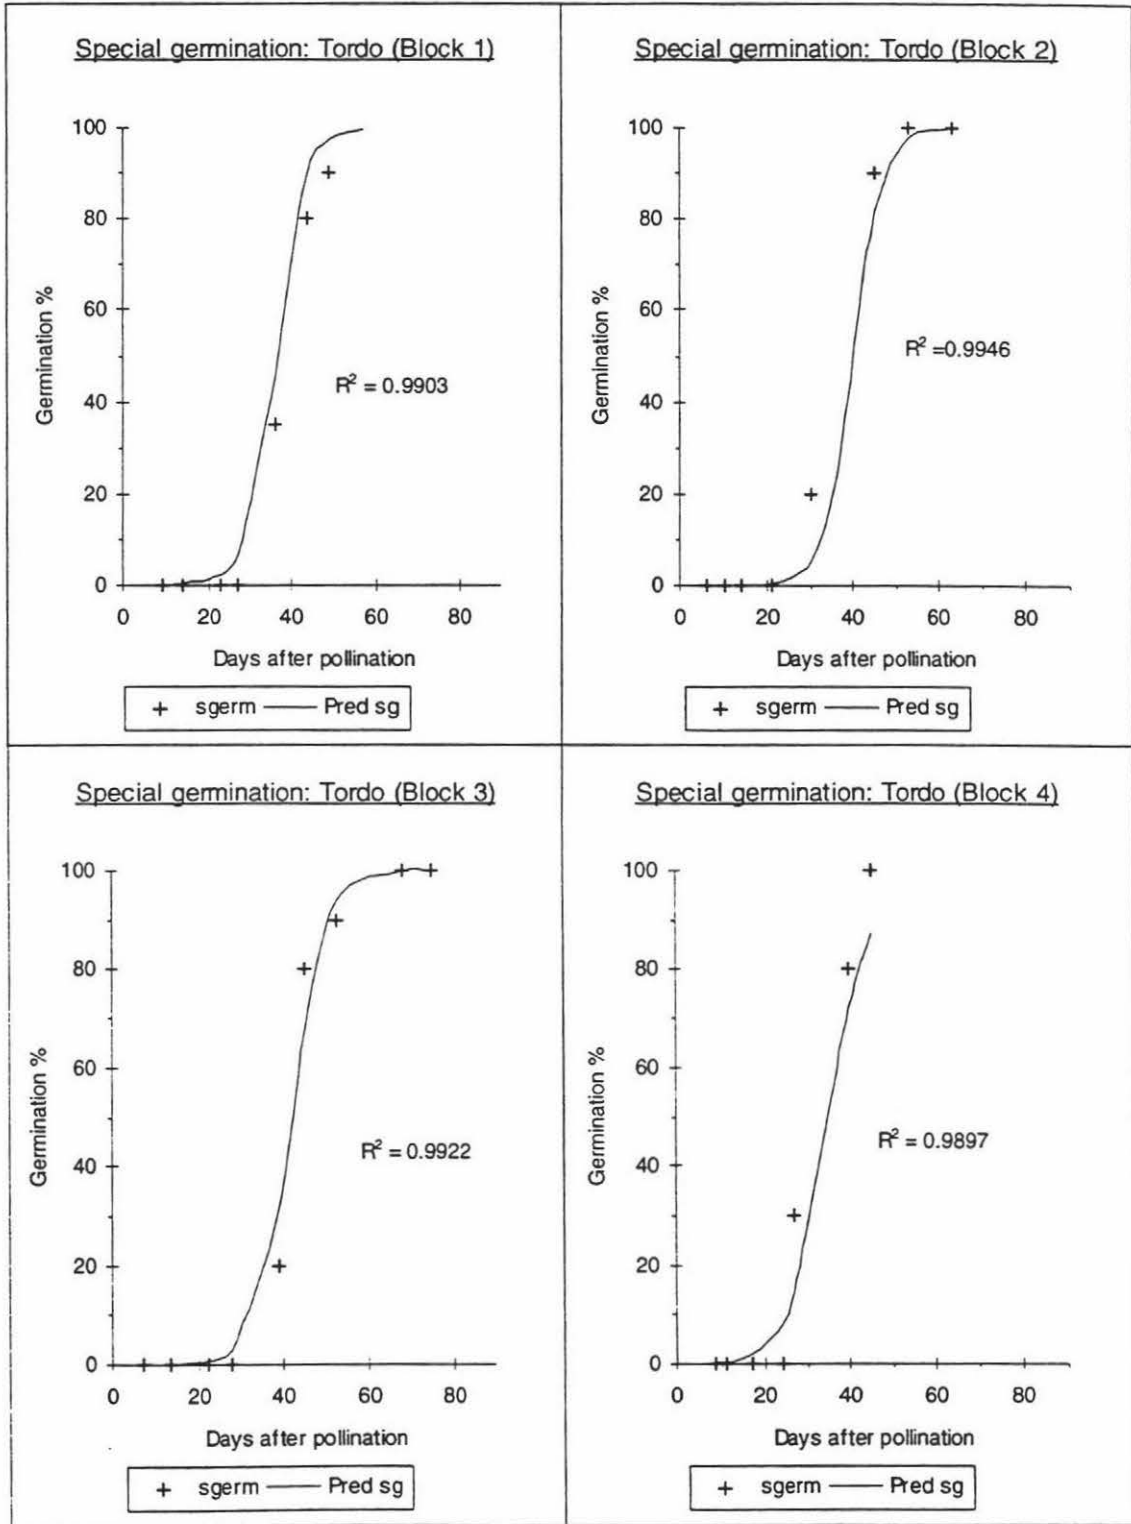 Special germination: Tordo (Block 1)
100
80
60
40
20
0
Germination %
R² = 0.9903
0 20 40 60 80
Days after pollination
+ sgerm — Pred sg
Special germination: Tordo (Block 2)
100
80
60
40
20
0
Germination %
R² =0.9946
0 20 40 60 80
Days after pollination
+ sgerm — Pred sg
Special germination: Tordo (Block 3)
100
80
60
40
20
0
Germination %
R² = 0.9922
0 20 40 60 80
Days after pollination
+ sgerm — Pred sg
Special germination: Tordo (Block 4)
100
80
60
40
20
0
Germination %
R² = 0.9897
0 20 40 60 80
Days after pollination
+ sgerm — Pred sg